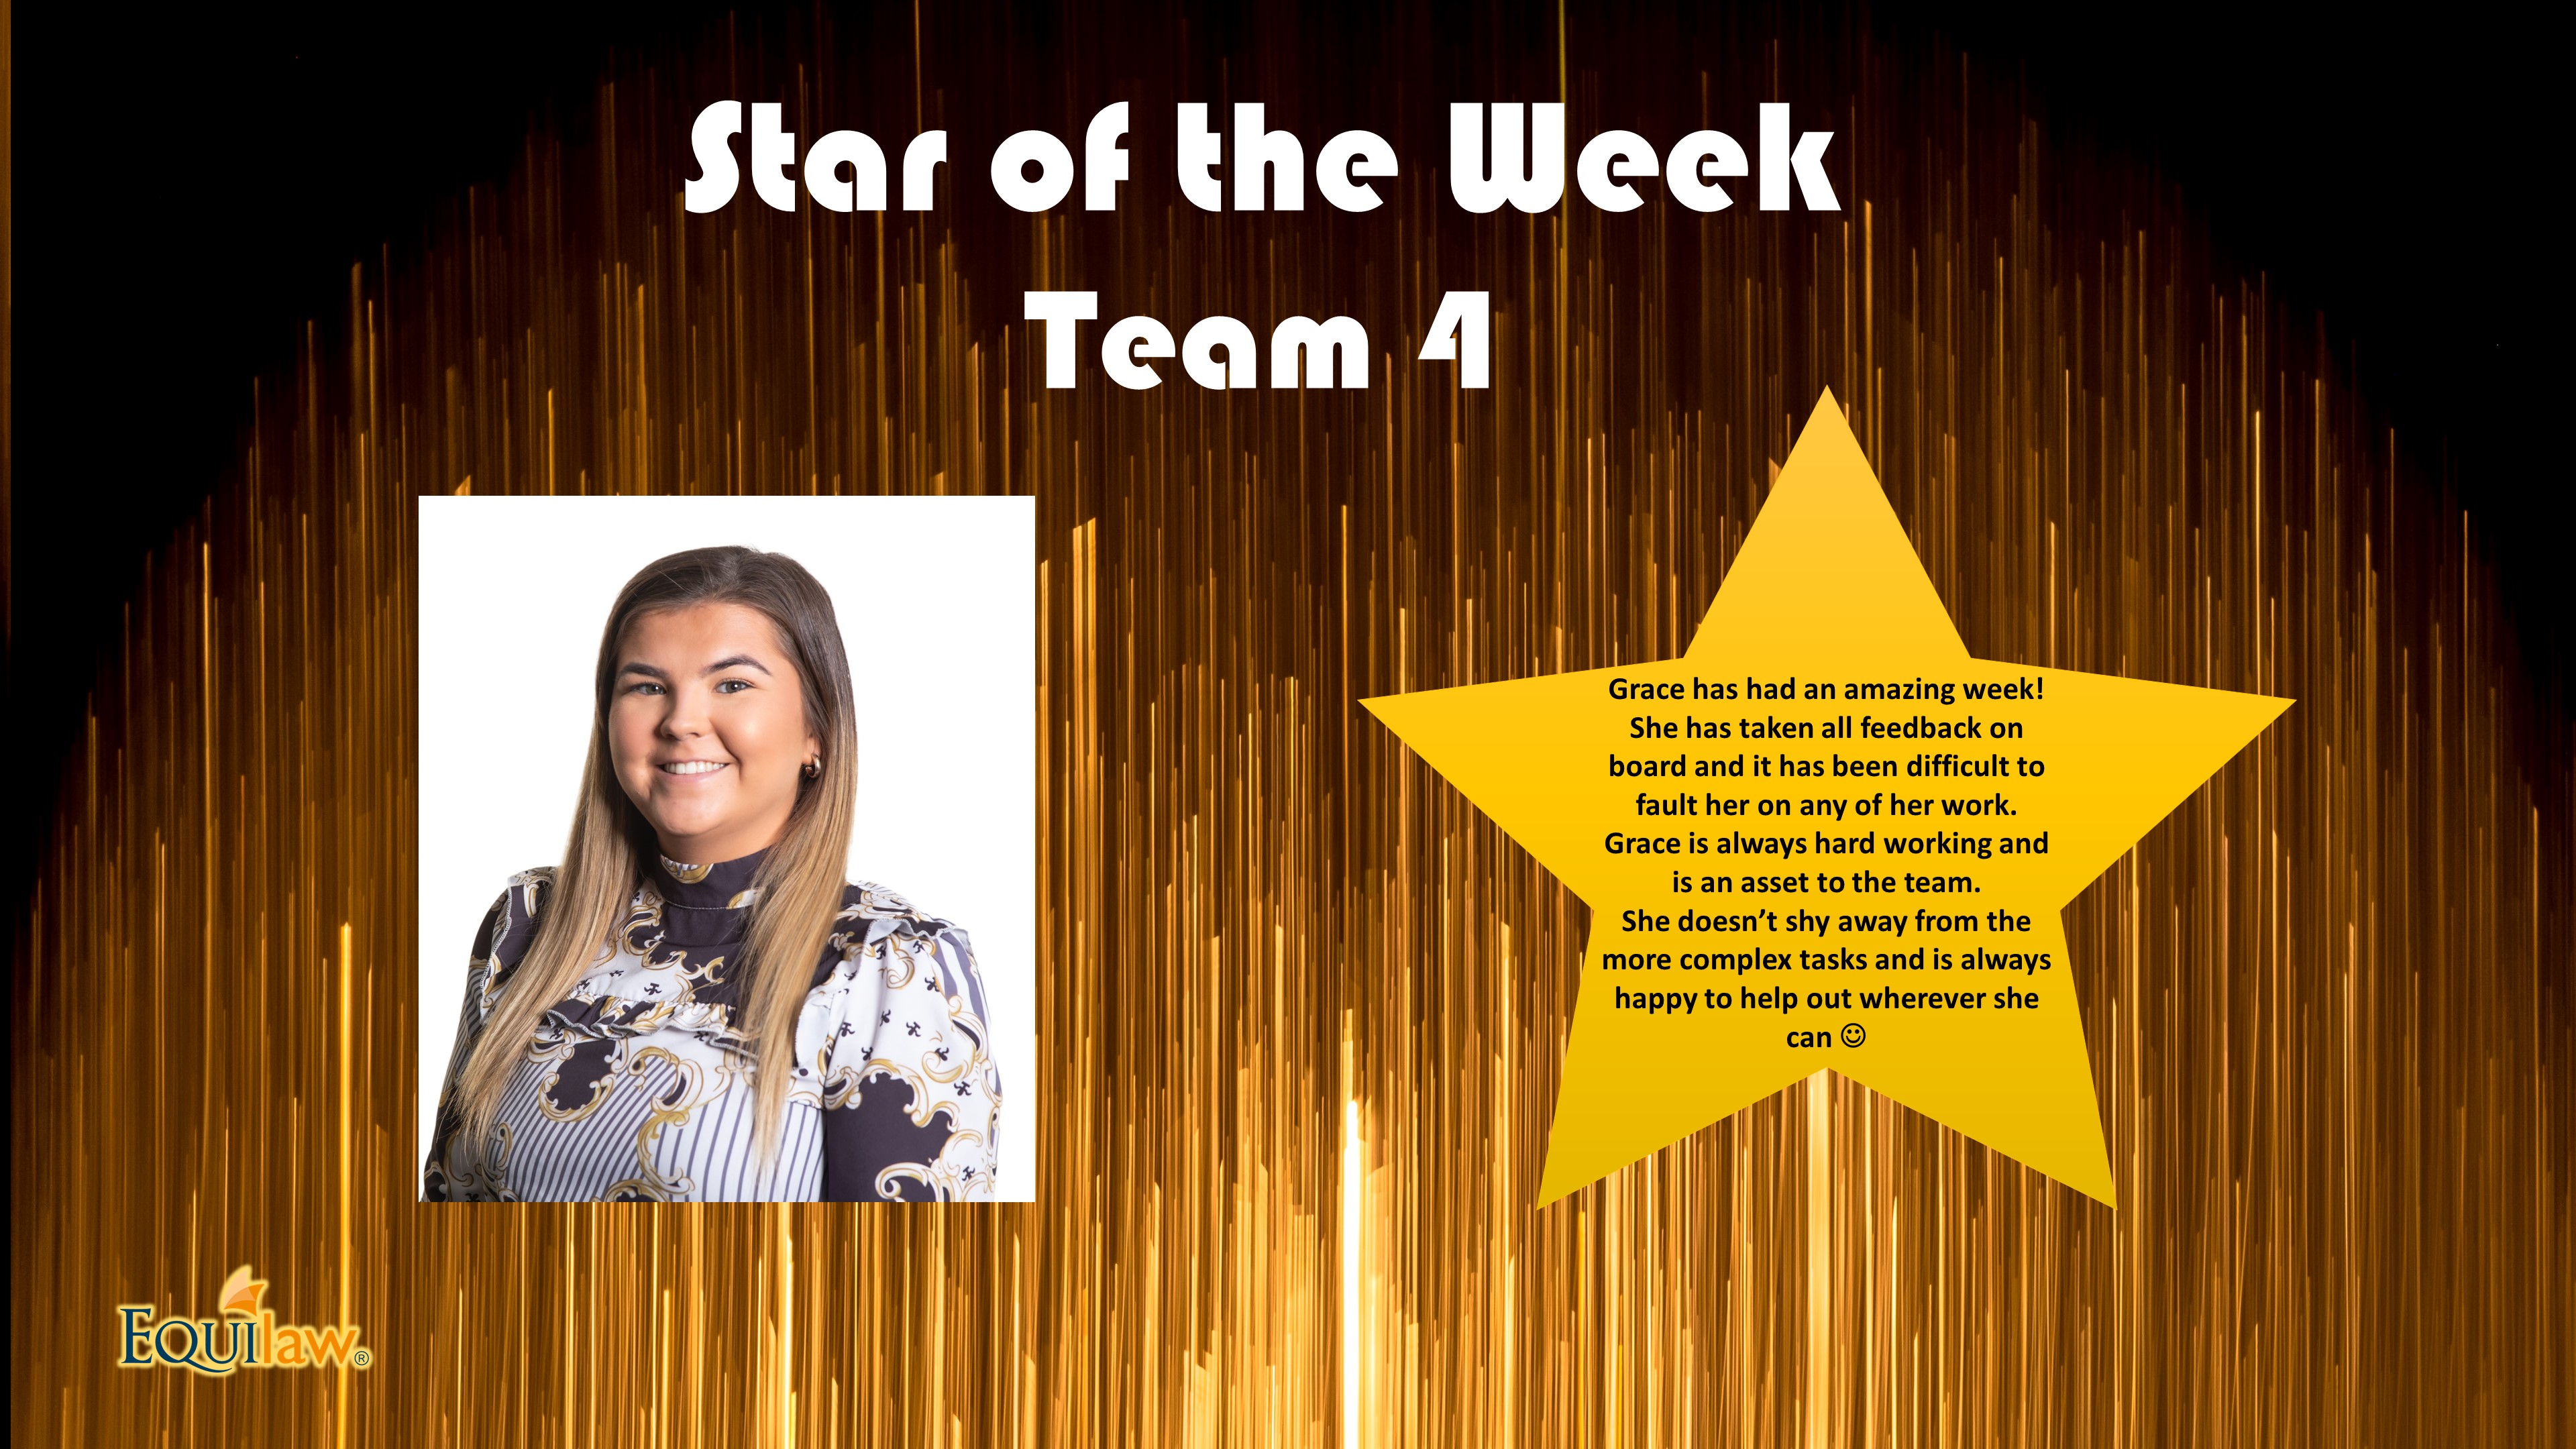 Star of the Week
Team 4
Grace has had an amazing week!
She has taken all feedback on
board and it has been difficult to
fault her on any of her work.
Grace is always hard working and
is an asset to the team.
She doesn’t shy away from the
more complex tasks and is always
happy to help out wherever she
can ☺
EQUIlaw®